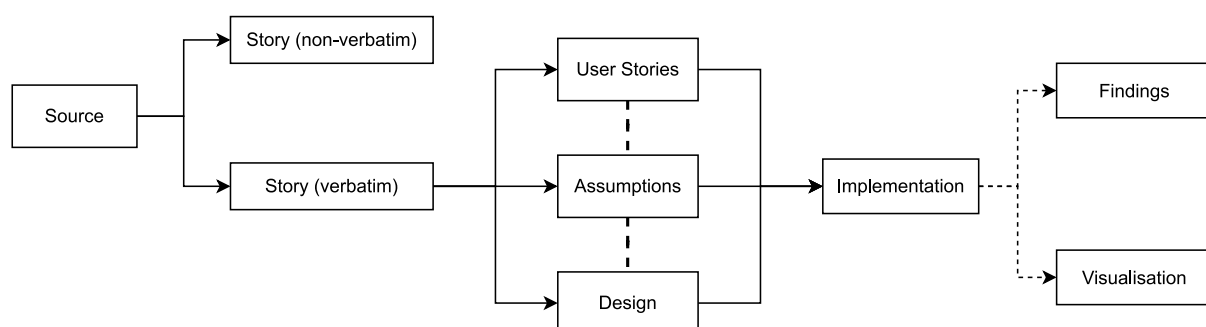 Source
Story (non-verbatim)
Story (verbatim)
User Stories
Assumptions
Design
Implementation
Findings
Visualisation